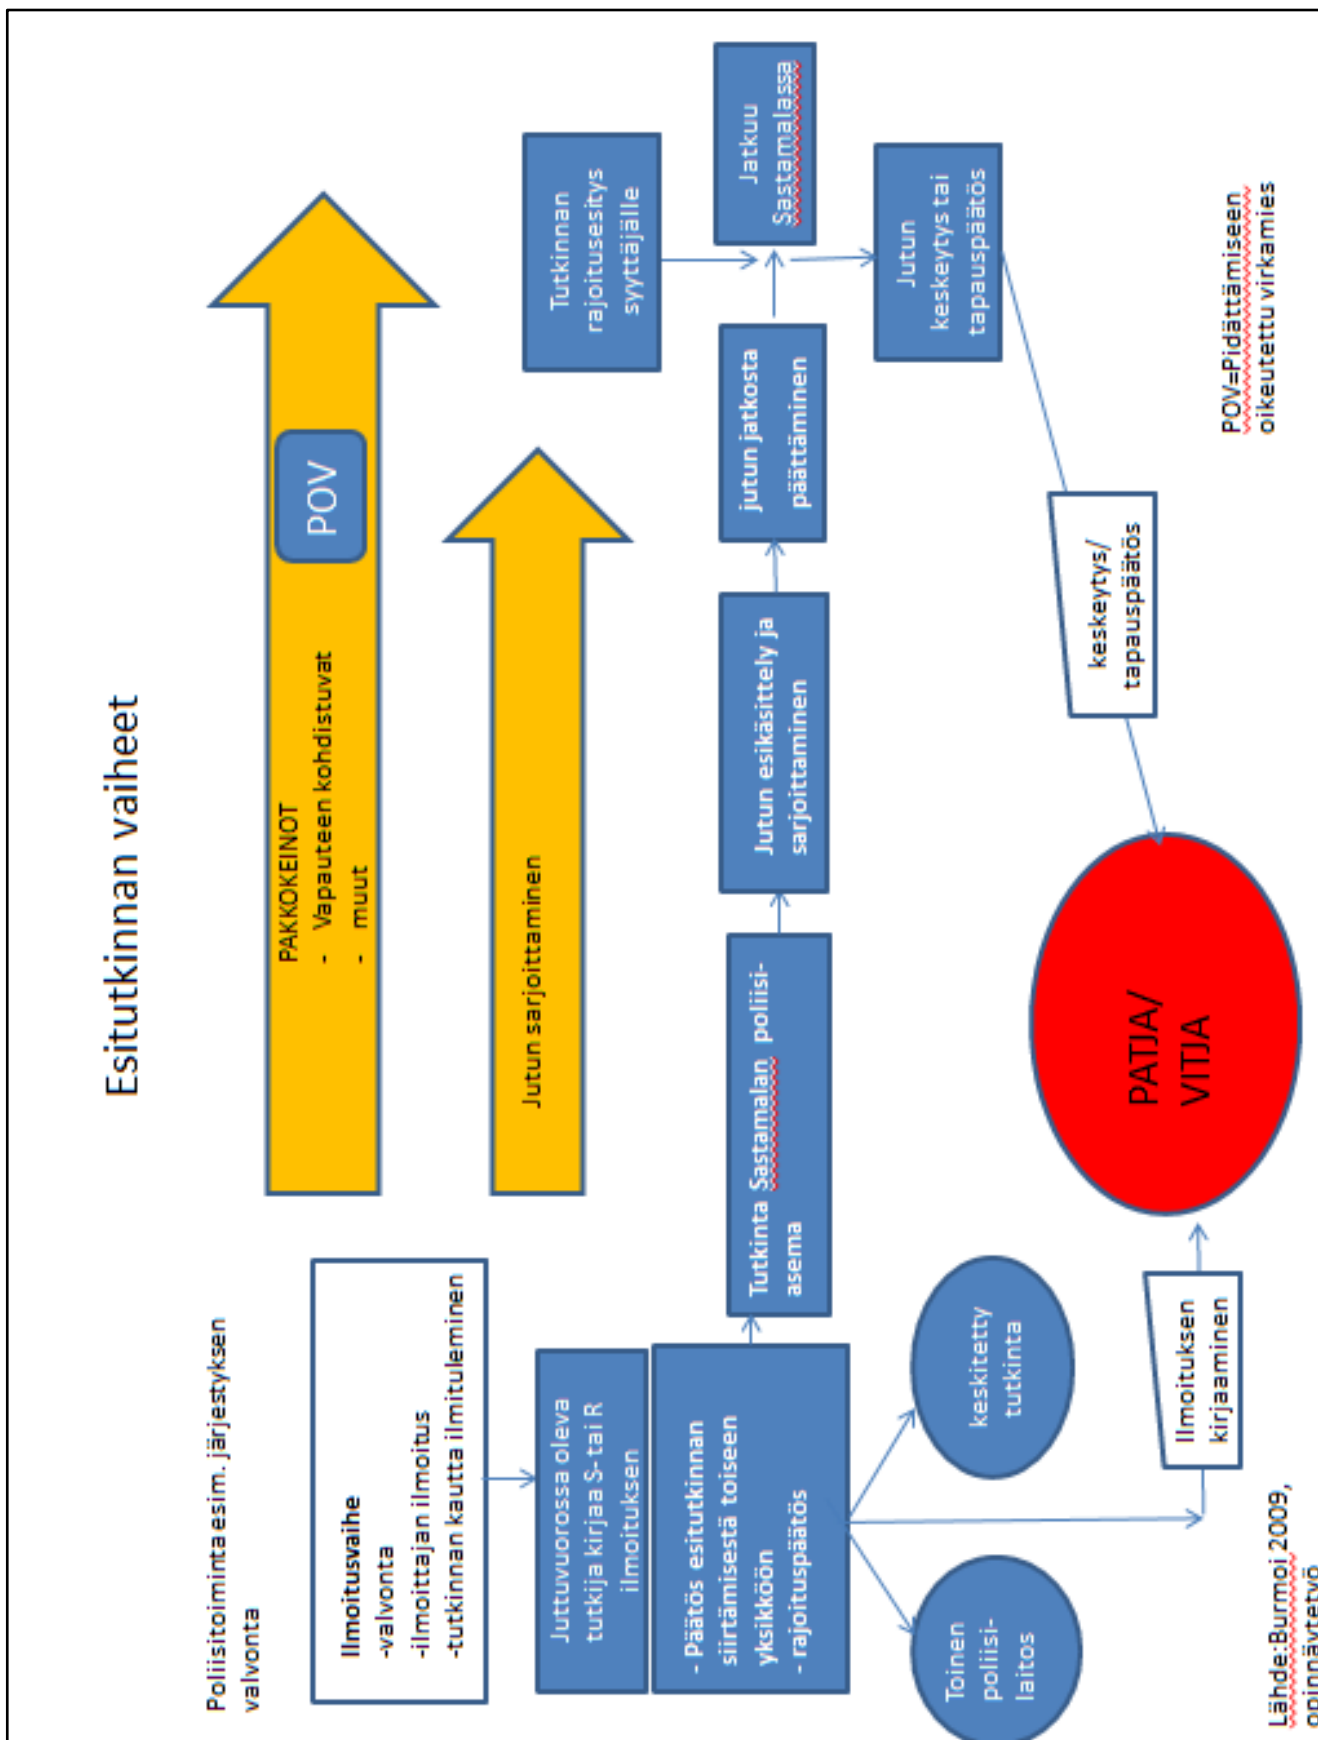 Esitutkinnan vaiheet
Poliisitoiminta esim. järjestyksen
valvonta
PAKKOKEINOT
- Vapauteen kohdistuvat
- muut
POV
Ilmoitusvaihe
-valvonta
-ilmoittajan ilmoitus
-tutkinnan kautta ilmituleminen
Jutun sarjoittaminen
Juttuvuorossa oleva
tutkija kirjaa S- tai R
ilmoituksen
Tutkinnan
rajoitusesitys
syyttäjälle
- Päätös esitutkinnan
siirtämisestä toiseen
yksikköön
- rajoituspäätös
Tutkinta Sastamalan poliisi-
asema
Jutun esikäsittely ja
sarjoittaminen
jutun jatkosta
päättäminen
Jatkuu
Sastamalassa
Jutun
keskeytys tai
tapauspäätös
Toinen
poliisi-
laitos
keskitetty
tutkinta
keskeytys/
tapauspäätös
PATJA/
VITJA
Ilmoituksen
kirjaaminen
POV=Pidättämiseen
oikeutettu virkamies
Lähde:Burmoi 2009,
opinnäytetyö